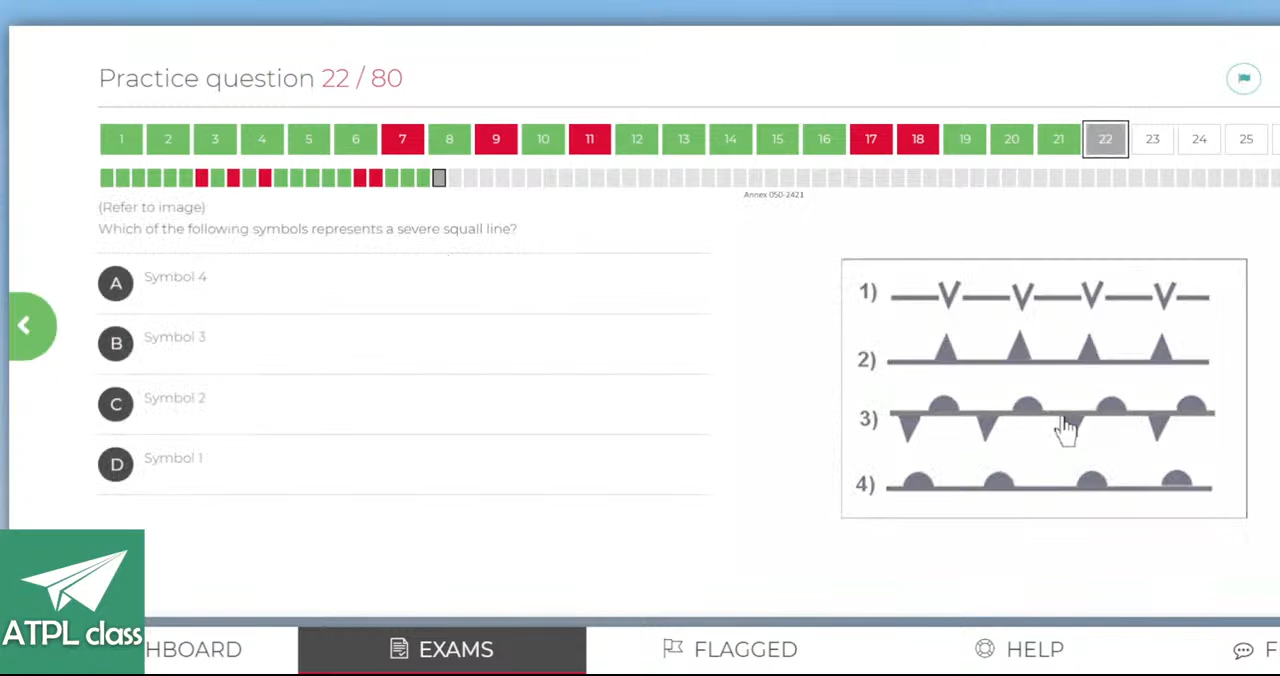 Practice question 22 / 80
1 2 3 4 5 6 7 8 9 10 11 12 13 14 15 16 17 18 19 20 21 22 23 24 25
Annex 050-2421
(Refer to image)
Which of the following symbols represents a severe squall line?
A Symbol 4
B Symbol 3
C Symbol 2
D Symbol 1
1)
2)
3)
4)
ATPL class
HBOARD EXAMS FLAGGED HELP F